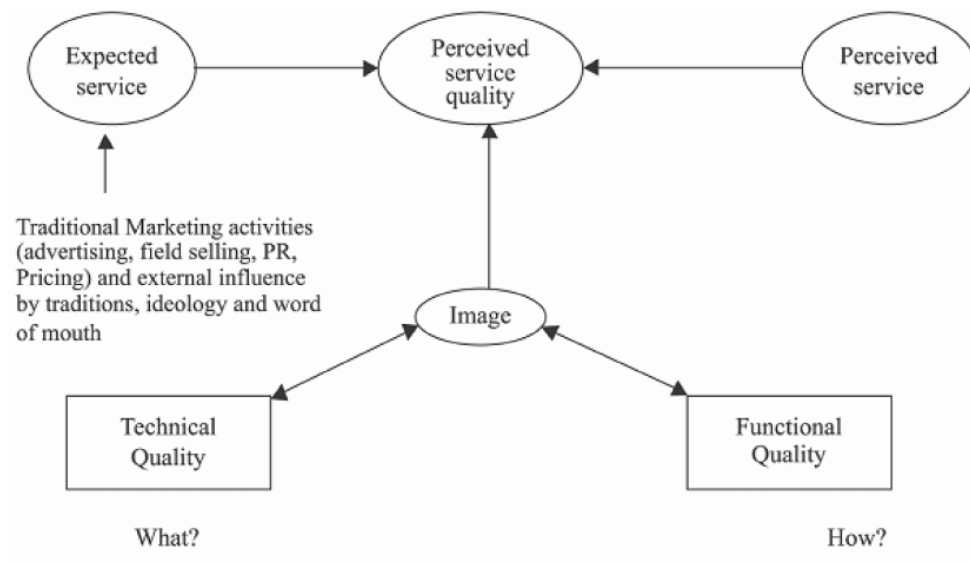 Expected
service
Perceived
service
quality
Perceived
service
Traditional Marketing activities
(advertising, field selling, PR,
Pricing) and external influence
by traditions, ideology and word
of mouth
Image
Technical
Quality
Functional
Quality
What?
How?